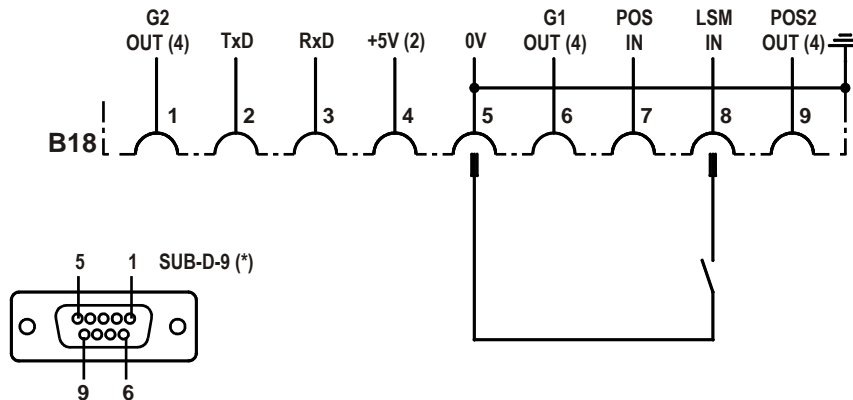 G2 POS LSM POS2 G1
OUT (4) TxD RxD +5V (2) 0V OUT (4) IN IN OUT (4)
1 2 3 4 5 6 7 8 9
B18
5 1 SUB-D-9 (*)
9 6